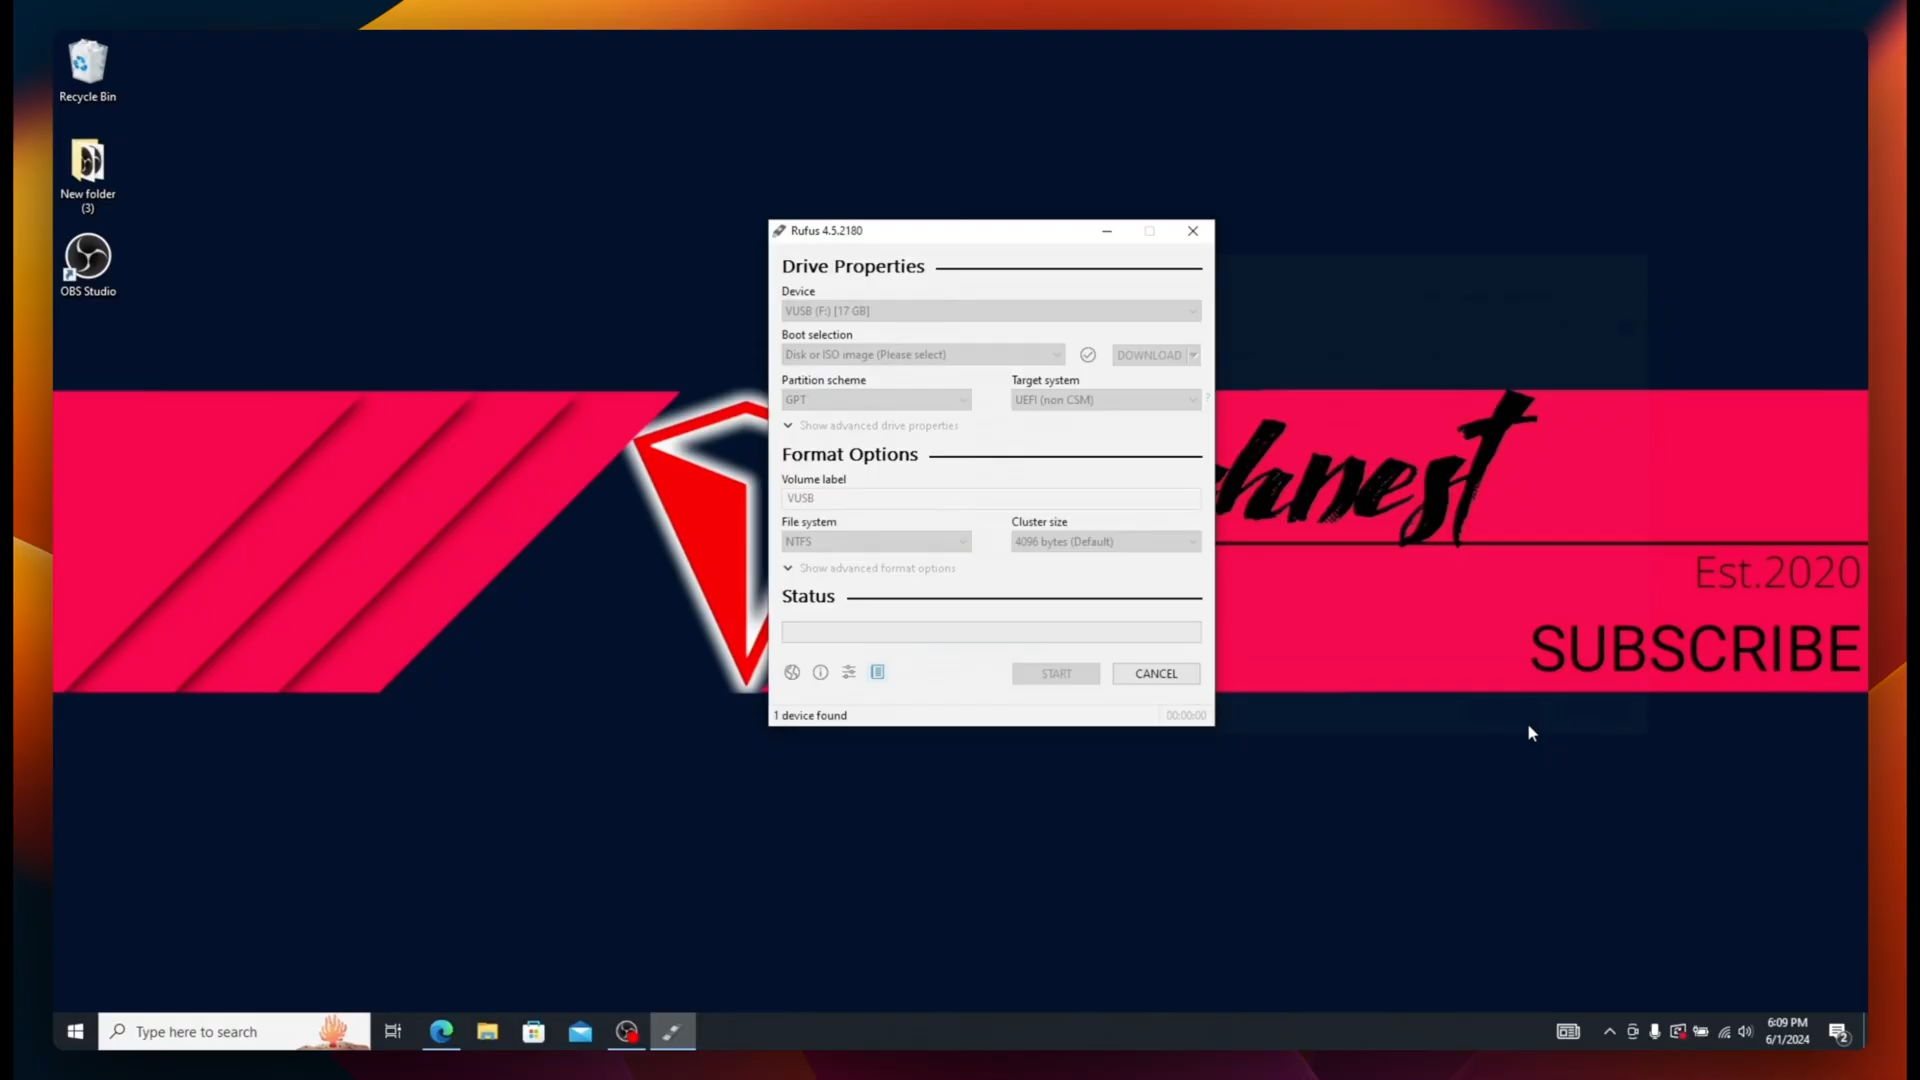 Recycle Bin
New folder
(3)
OBS Studio
Rufus 4.5.2180
Drive Properties
Device
VUSB (F:) [17 GB]
Boot selection
Disk or ISO image (Please select)
DOWNLOAD
Partition scheme
Target system
GPT
UEFI (non CSM)
?
Show advanced drive properties
Format Options
Volume label
VUSB
File system
Cluster size
NTFS
4096 bytes (Default)
Show advanced format options
Status
START
CANCEL
1 device found
00:00:00
hnest
Est.2020
SUBSCRIBE
Type here to search
6:09 PM
6/1/2024
2